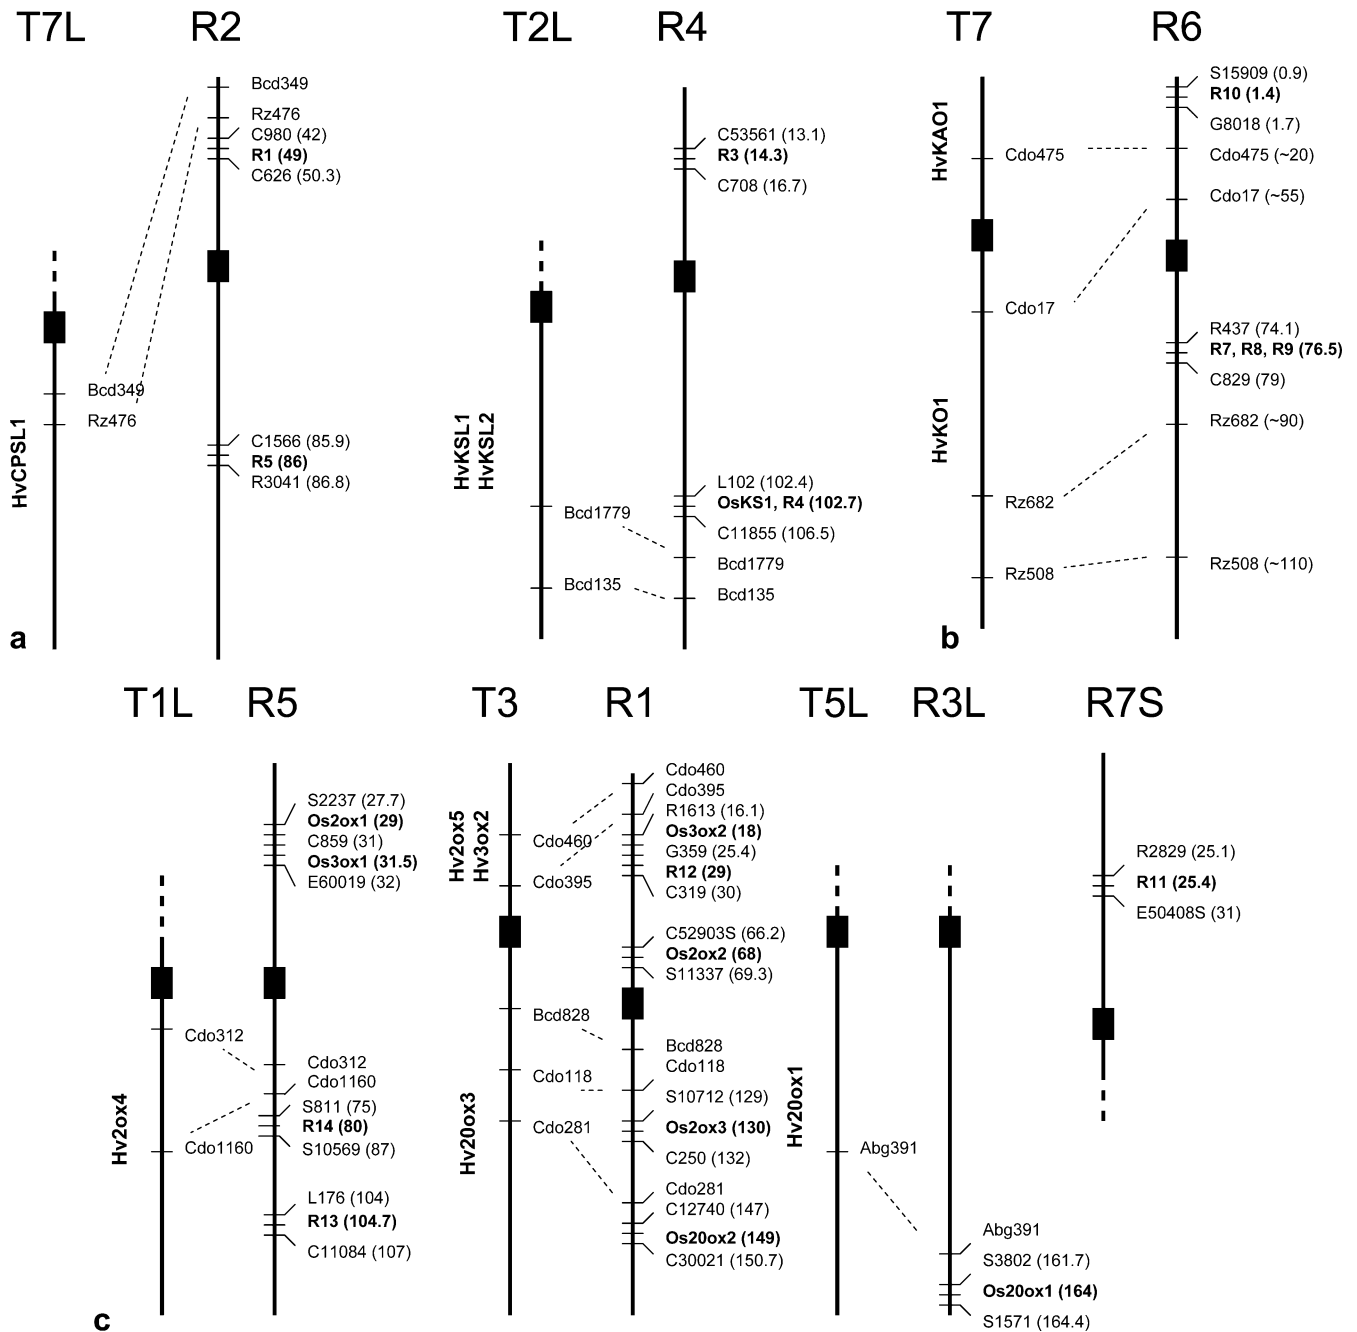 T7L
R2
Bcd349
Rz476
C980 (42)
R1 (49)
C626 (50.3)
Bcd349
Rz476
HvCPSL1
C1566 (85.9)
R5 (86)
R3041 (86.8)
a
T2L
R4
C53561 (13.1)
R3 (14.3)
C708 (16.7)
HvKSL1
HvKSL2
L102 (102.4)
OsKS1, R4 (102.7)
C11855 (106.5)
Bcd1779
Bcd1779
Bcd135
Bcd135
T7
R6
HvKAO1
S15909 (0.9)
R10 (1.4)
G8018 (1.7)
Cdo475
Cdo475 (~20)
Cdo17 (~55)
Cdo17
R437 (74.1)
R7, R8, R9 (76.5)
C829 (79)
HvKO1
Rz682 (~90)
Rz682
Rz508
Rz508 (~110)
b
T1L
R5
S2237 (27.7)
Os2ox1 (29)
C859 (31)
Os3ox1 (31.5)
E60019 (32)
Cdo312
Cdo312
Cdo1160
S811 (75)
R14 (80)
S10569 (87)
Cdo1160
Hv2ox4
L176 (104)
R13 (104.7)
C11084 (107)
c
T3
R1
Hv2ox5
Hv3ox2
Cdo460
Cdo395
R1613 (16.1)
Os3ox2 (18)
G359 (25.4)
R12 (29)
C319 (30)
Cdo460
Cdo395
C52903S (66.2)
Os2ox2 (68)
S11337 (69.3)
Bcd828
Bcd828
Cdo118
Cdo118
S10712 (129)
Os2ox3 (130)
C250 (132)
Hv20ox3
Cdo281
Cdo281
C12740 (147)
Os20ox2 (149)
C30021 (150.7)
T5L
R3L
Hv20ox1
Abg391
Abg391
S3802 (161.7)
Os20ox1 (164)
S1571 (164.4)
R7S
R2829 (25.1)
R11 (25.4)
E50408S (31)